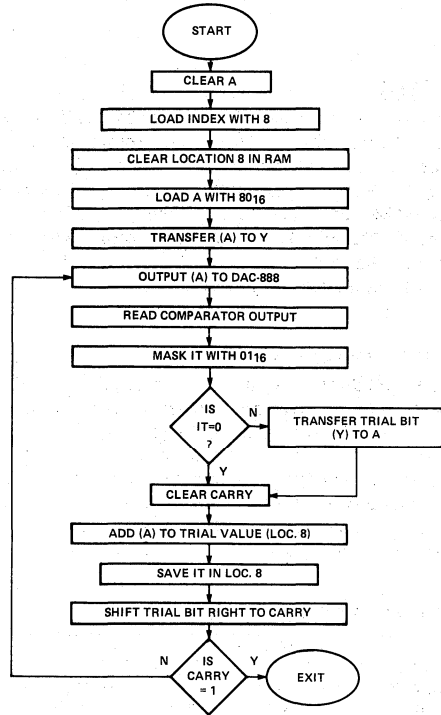 START
CLEAR A
LOAD INDEX WITH 8
CLEAR LOCATION 8 IN RAM
LOAD A WITH 80₁₆
TRANSFER (A) TO Y
OUTPUT (A) TO DAC-888
READ COMPARATOR OUTPUT
MASK IT WITH 01₁₆
IS
IT=0
?
N
TRANSFER TRIAL BIT
(Y) TO A
Y
CLEAR CARRY
ADD (A) TO TRIAL VALUE (LOC. 8)
SAVE IT IN LOC. 8
SHIFT TRIAL BIT RIGHT TO CARRY
N
IS
CARRY
= 1
Y
EXIT